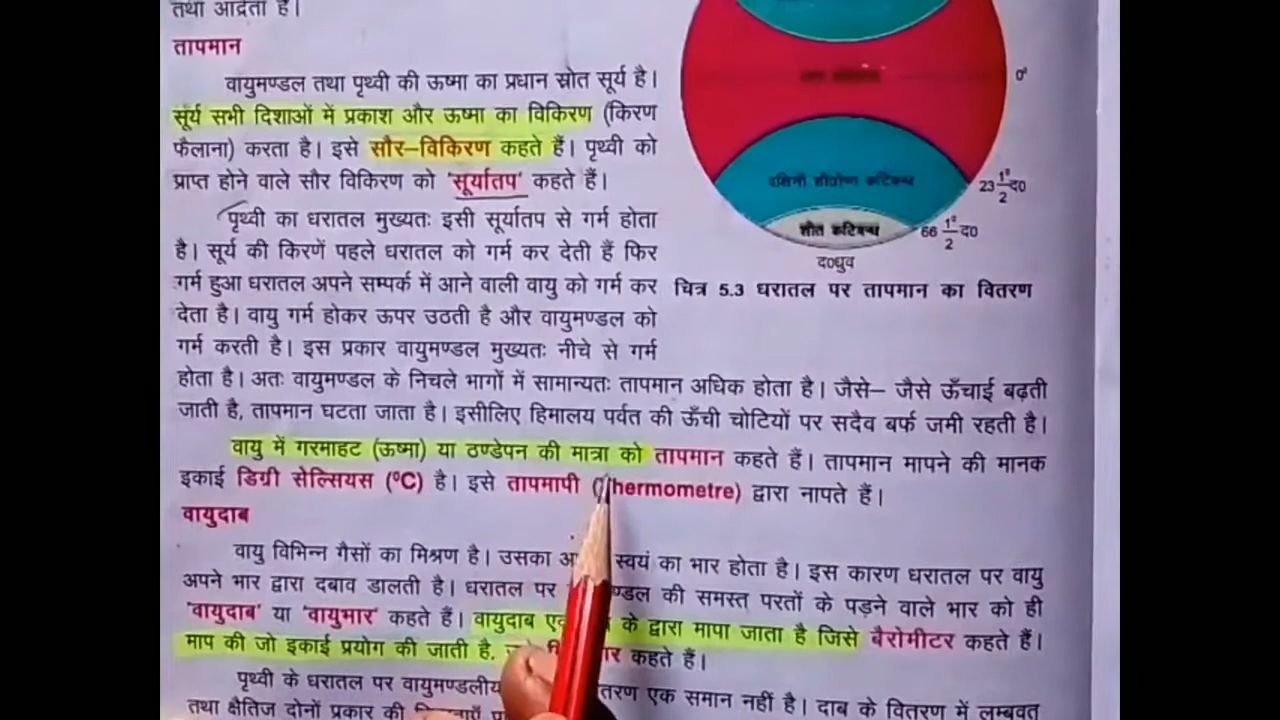 तथा आर्द्रता है।
तापमान
वायुमण्डल तथा पृथ्वी की ऊष्मा का प्रधान स्रोत सूर्य है।
सूर्य सभी दिशाओं में प्रकाश और ऊष्मा का विकिरण (किरण
फैलाना) करता है। इसे सौर–विकिरण कहते हैं। पृथ्वी को
प्राप्त होने वाले सौर विकिरण को 'सूर्यातप' कहते हैं।
पृथ्वी का धरातल मुख्यतः इसी सूर्यातप से गर्म होता
है। सूर्य की किरणें पहले धरातल को गर्म कर देती हैं फिर
गर्म हुआ धरातल अपने सम्पर्क में आने वाली वायु को गर्म कर
देता है। वायु गर्म होकर ऊपर उठती है और वायुमण्डल को
गर्म करती है। इस प्रकार वायुमण्डल मुख्यतः नीचे से गर्म
होता है। अतः वायुमण्डल के निचले भागों में सामान्यतः तापमान अधिक होता है। जैसे– जैसे ऊँचाई बढ़ती
जाती है, तापमान घटता जाता है। इसीलिए हिमालय पर्वत की ऊँची चोटियों पर सदैव बर्फ जमी रहती है।
वायु में गरमाहट (ऊष्मा) या ठण्डेपन की मात्रा को तापमान कहते हैं। तापमान मापने की मानक
इकाई डिग्री सेल्सियस (⁰C) है। इसे तापमापी (Thermometre) द्वारा नापते हैं।
वायुदाब
वायु विभिन्न गैसों का मिश्रण है। उसका स्वयं का भार होता है। इस कारण धरातल पर वायु
अपने भार द्वारा दबाव डालती है। धरातल पर की समस्त परतों के पड़ने वाले भार को ही
'वायुदाब' या 'वायुभार' कहते हैं। वायुदाब के द्वारा मापा जाता है जिसे बैरोमीटर कहते हैं।
माप की जो इकाई प्रयोग की जाती है, कहते हैं।
पृथ्वी के धरातल पर वायुमण्डलीय एक समान नहीं है। दाब के वितरण में लम्बवत
तथा क्षैतिज दोनों प्रकार की
0⁰
दक्षिणी शीतोष्ण कटिबन्ध
23 1⁰/2 द0
शीत कटिबन्ध
66 1⁰/2 द0
द0ध्रुव
चित्र 5.3 धरातल पर तापमान का वितरण